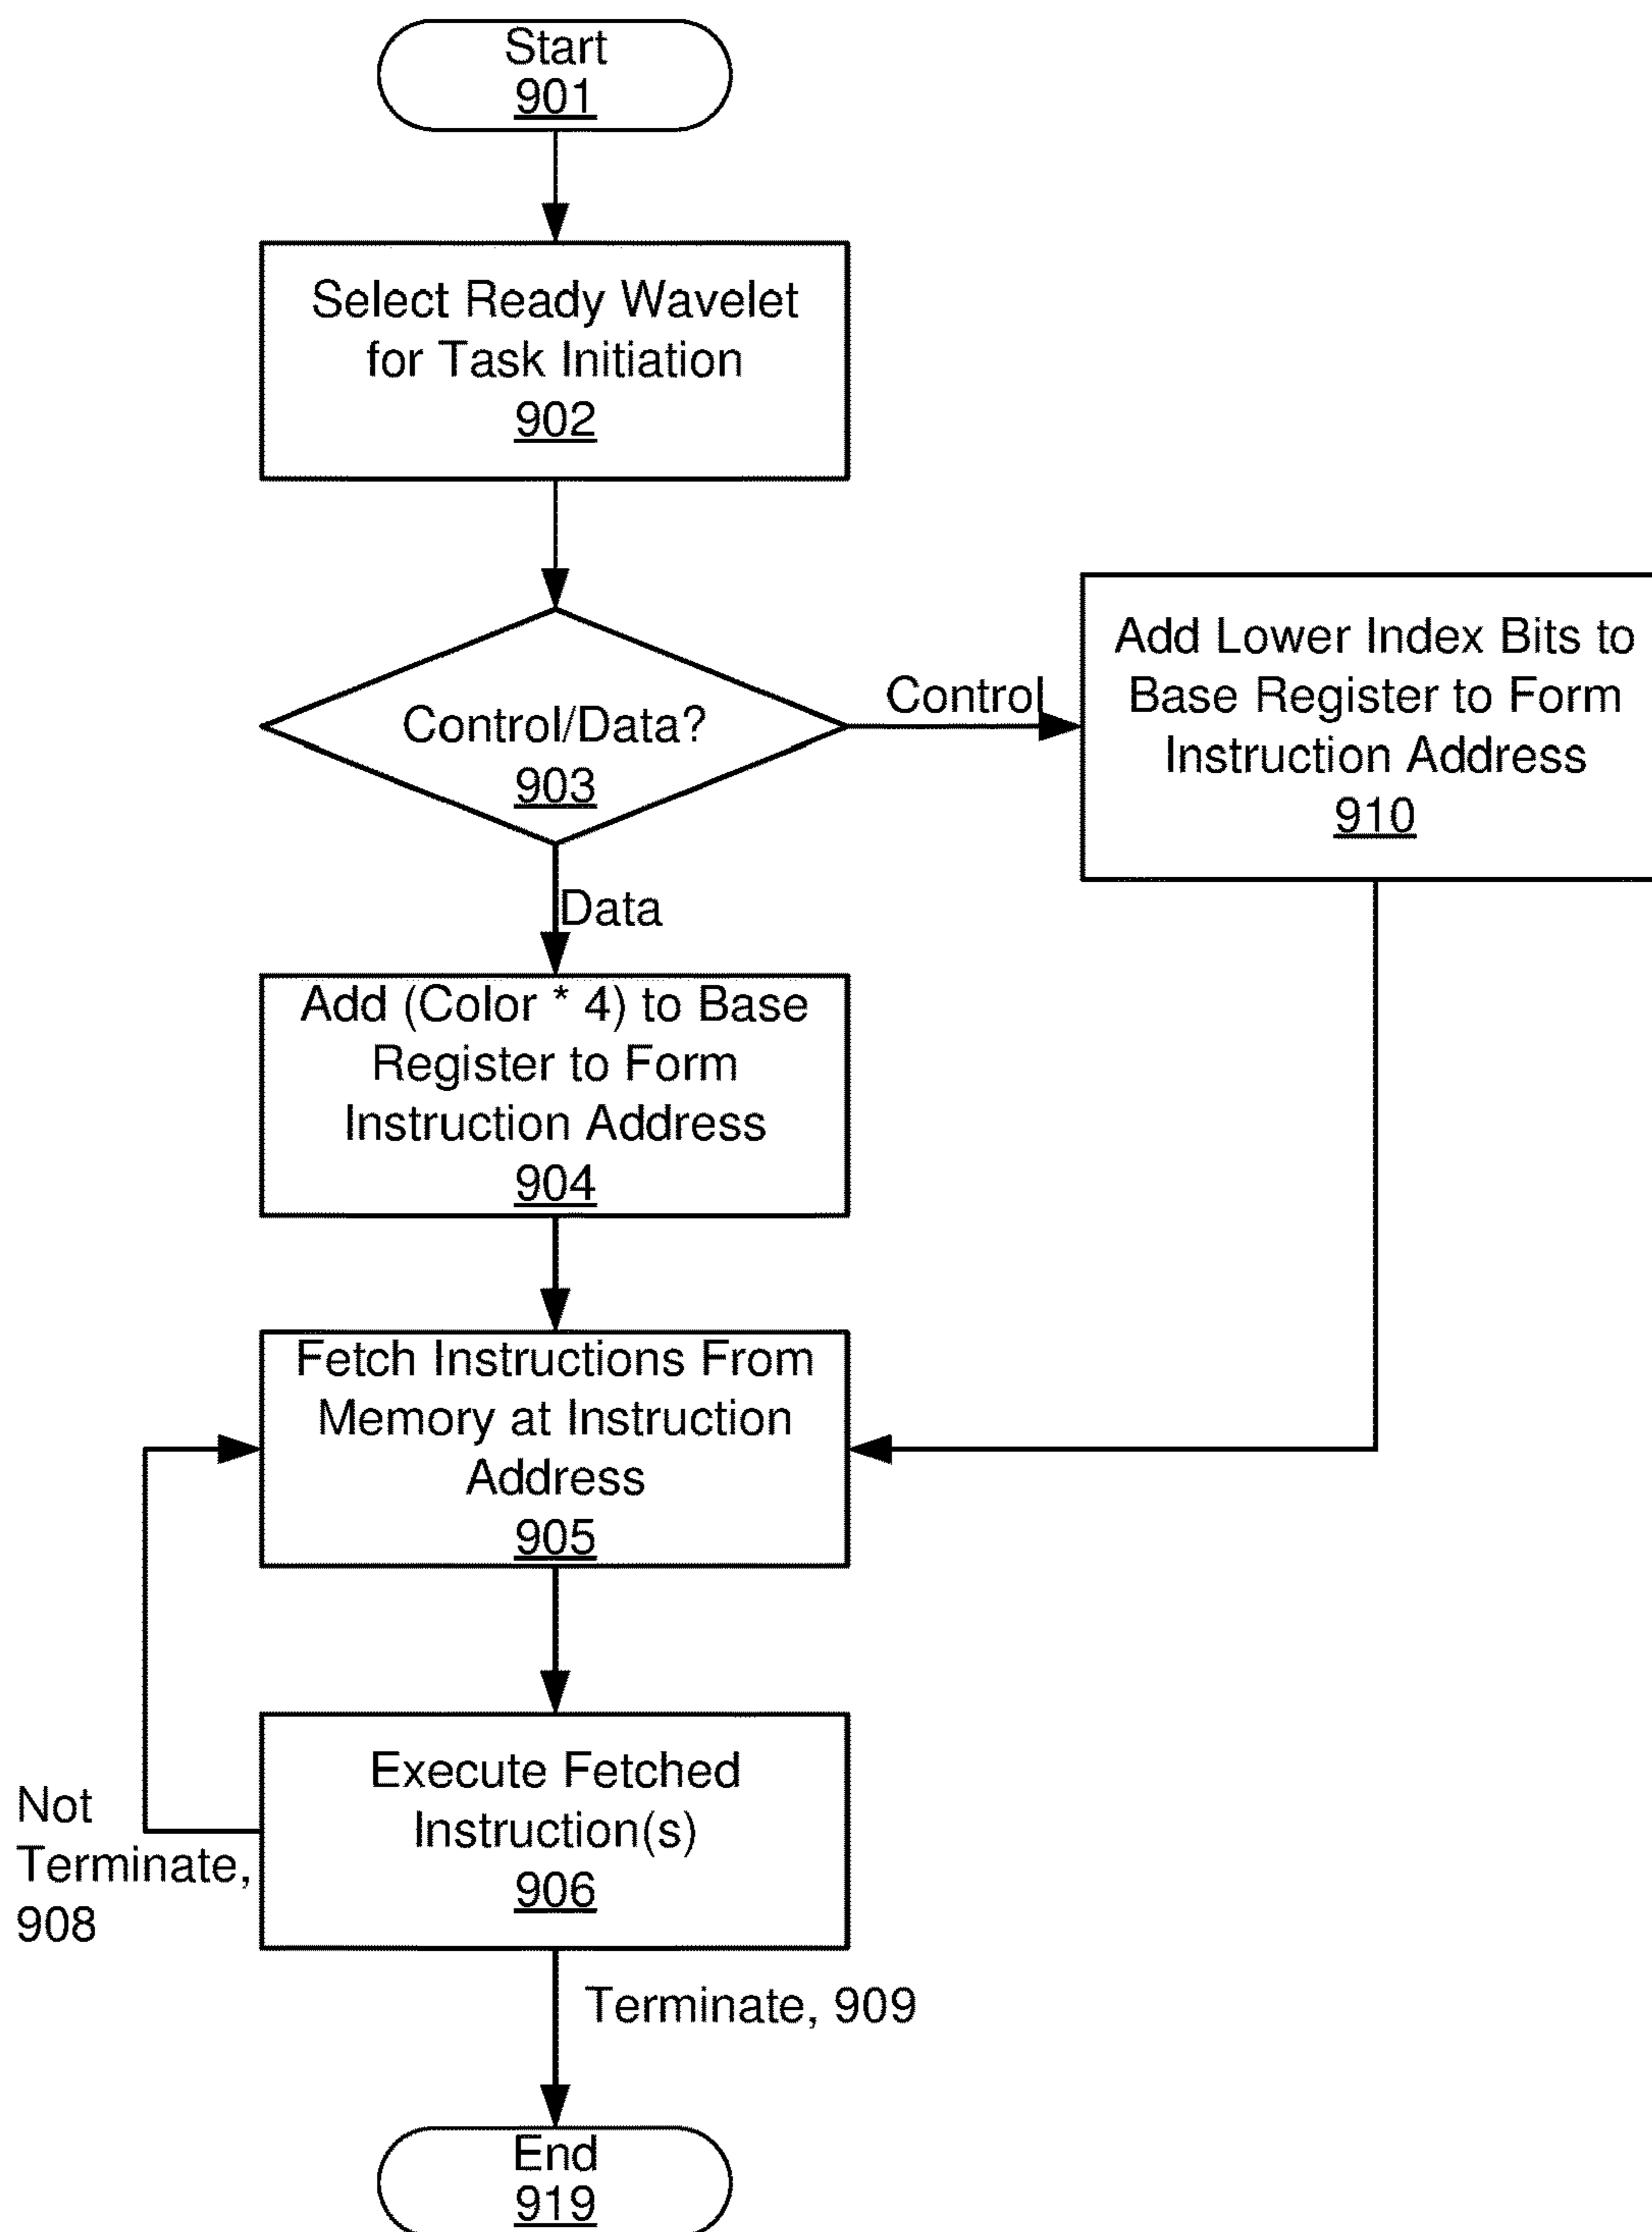 Start
901
Select Ready Wavelet
for Task Initiation
902
Control/Data?
903
Control
Add Lower Index Bits to
Base Register to Form
Instruction Address
910
Data
Add (Color * 4) to Base
Register to Form
Instruction Address
904
Fetch Instructions From
Memory at Instruction
Address
905
Execute Fetched
Instruction(s)
906
Not
Terminate,
908
Terminate, 909
End
919